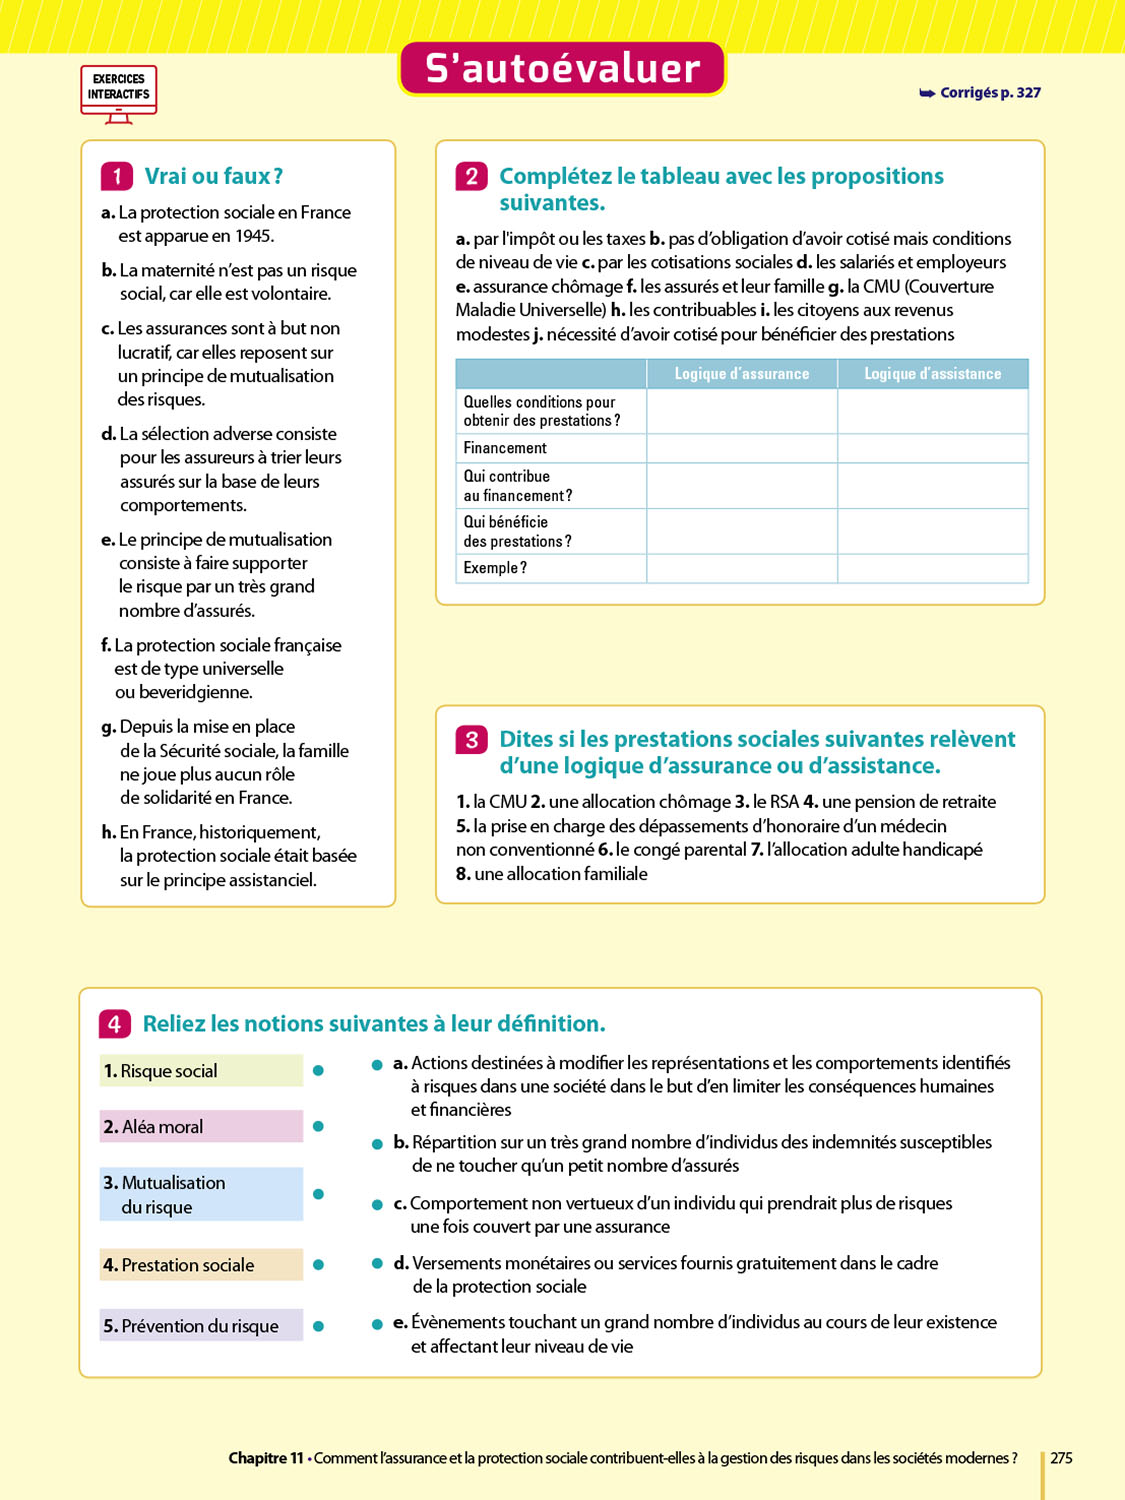 S'autoévaluer
EXERCICES
INTERACTIFS
➥ Corrigés p. 327
1 Vrai ou faux ?
a. La protection sociale en France
est apparue en 1945.
b. La maternité n'est pas un risque
social, car elle est volontaire.
c. Les assurances sont à but non
lucratif, car elles reposent sur
un principe de mutualisation
des risques.
d. La sélection adverse consiste
pour les assureurs à trier leurs
assurés sur la base de leurs
comportements.
e. Le principe de mutualisation
consiste à faire supporter
le risque par un très grand
nombre d'assurés.
f. La protection sociale française
est de type universelle
ou beveridgienne.
g. Depuis la mise en place
de la Sécurité sociale, la famille
ne joue plus aucun rôle
de solidarité en France.
h. En France, historiquement,
la protection sociale était basée
sur le principe assistanciel.
2 Complétez le tableau avec les propositions
suivantes.
a. par l'impôt ou les taxes b. pas d'obligation d'avoir cotisé mais conditions
de niveau de vie c. par les cotisations sociales d. les salariés et employeurs
e. assurance chômage f. les assurés et leur famille g. la CMU (Couverture
Maladie Universelle) h. les contribuables i. les citoyens aux revenus
modestes j. nécessité d'avoir cotisé pour bénéficier des prestations
Logique d'assurance Logique d'assistance
Quelles conditions pour
obtenir des prestations ?
Financement
Qui contribue
au financement ?
Qui bénéficie
des prestations ?
Exemple ?
3 Dites si les prestations sociales suivantes relèvent
d'une logique d'assurance ou d'assistance.
1. la CMU 2. une allocation chômage 3. le RSA 4. une pension de retraite
5. la prise en charge des dépassements d'honoraire d'un médecin
non conventionné 6. le congé parental 7. l'allocation adulte handicapé
8. une allocation familiale
4 Reliez les notions suivantes à leur définition.
1. Risque social
2. Aléa moral
3. Mutualisation
du risque
4. Prestation sociale
5. Prévention du risque
a. Actions destinées à modifier les représentations et les comportements identifiés
à risques dans une société dans le but d'en limiter les conséquences humaines
et financières
b. Répartition sur un très grand nombre d'individus des indemnités susceptibles
de ne toucher qu'un petit nombre d'assurés
c. Comportement non vertueux d'un individu qui prendrait plus de risques
une fois couvert par une assurance
d. Versements monétaires ou services fournis gratuitement dans le cadre
de la protection sociale
e. Évènements touchant un grand nombre d'individus au cours de leur existence
et affectant leur niveau de vie
Chapitre 11 • Comment l'assurance et la protection sociale contribuent-elles à la gestion des risques dans les sociétés modernes ? 275